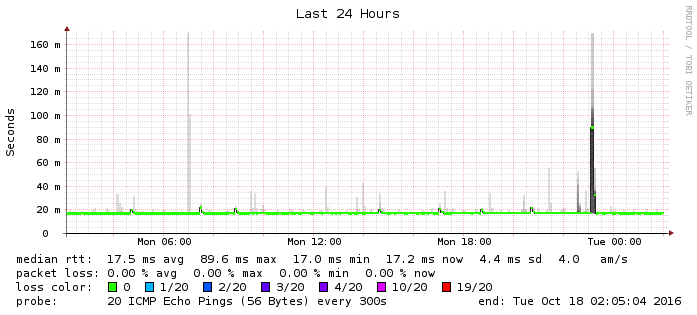 Last 24 Hours
RRDTOOL / TOBI OETIKER
Seconds
160 m
140 m
120 m
100 m
80 m
60 m
40 m
20 m
0
Mon 06:00 Mon 12:00 Mon 18:00 Tue 00:00
median rtt: 17.5 ms avg 89.6 ms max 17.0 ms min 17.2 ms now 4.4 ms sd 4.0 am/s
packet loss: 0.00 % avg 0.00 % max 0.00 % min 0.00 % now
loss color: 0 1/20 2/20 3/20 4/20 10/20 19/20
probe: 20 ICMP Echo Pings (56 Bytes) every 300s end: Tue Oct 18 02:05:04 2016